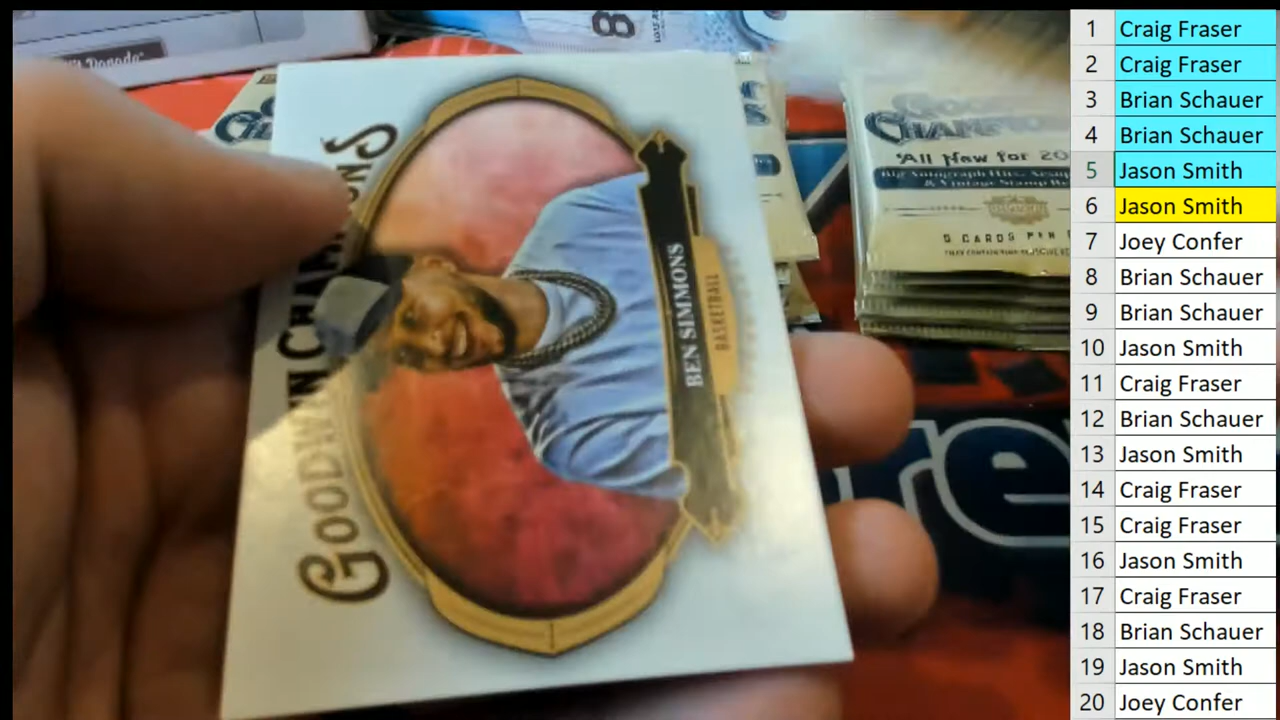 GOODWIN CHAMPIONS
BEN SIMMONS
BASKETBALL
8
All New for 20
5 CARDS PER
re
1 Craig Fraser
2 Craig Fraser
3 Brian Schauer
4 Brian Schauer
5 Jason Smith
6 Jason Smith
7 Joey Confer
8 Brian Schauer
9 Brian Schauer
10 Jason Smith
11 Craig Fraser
12 Brian Schauer
13 Jason Smith
14 Craig Fraser
15 Craig Fraser
16 Jason Smith
17 Craig Fraser
18 Brian Schauer
19 Jason Smith
20 Joey Confer